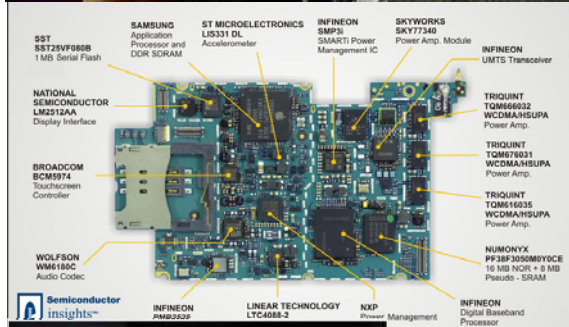 SST
SST25VF080B
1 MB Serial Flash
SAMSUNG
Application
Processor and
DDR SDRAM
ST MICROELECTRONICS
LIS331 DL
Accelerometer
INFINEON
SMP3i
SMARTi Power
Management IC
SKYWORKS
SKY77340
Power Amp. Module
INFINEON
UMTS Transceiver
NATIONAL
SEMICONDUCTOR
LM2512AA
Display Interface
TRIQUINT
TQM666032
WCDMA/HSUPA
Power Amp.
TRIQUINT
TQM676031
WCDMA/HSUPA
Power Amp.
BROADCOM
BCM5974
Touchscreen
Controller
TRIQUINT
TQM616035
WCDMA/HSUPA
Power Amp.
WOLFSON
WM6180C
Audio Codec
NUMONYX
PF38F3050M0Y0CE
16 MB NOR + 8 MB
Pseudo - SRAM
INFINEON
LINEAR TECHNOLOGY
LTC4088-2
NXP
Power Management
INFINEON
Digital Baseband
Processor
Semiconductor
insights™